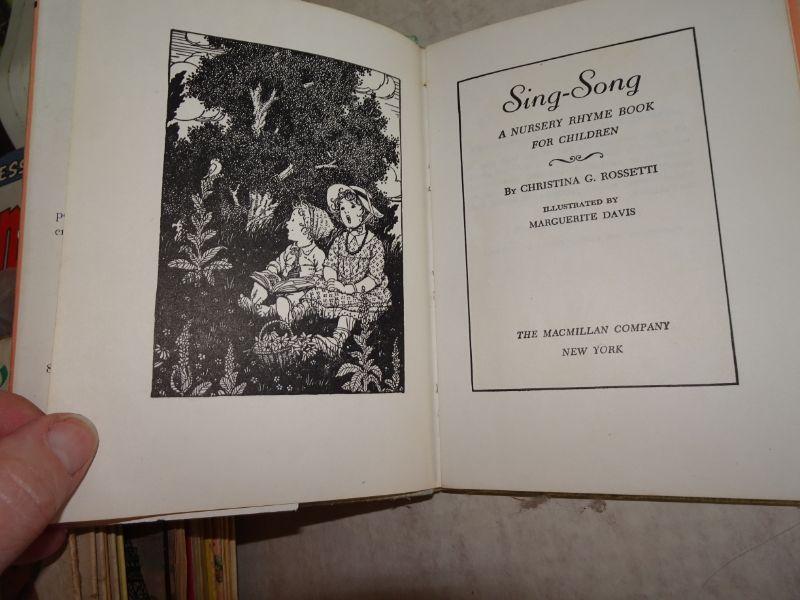 Sing-Song
A NURSERY RHYME BOOK
FOR CHILDREN
By CHRISTINA G. ROSSETTI
ILLUSTRATED BY
MARGUERITE DAVIS
THE MACMILLAN COMPANY
NEW YORK